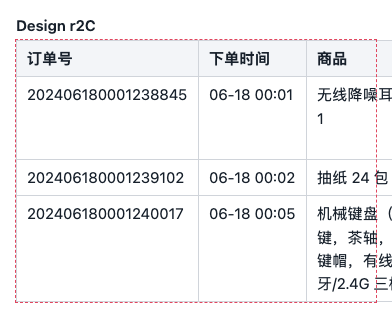 Design r2C
订单号 下单时间 商品
202406180001238845 06-18 00:01 无线降噪耳
1
202406180001239102 06-18 00:02 抽纸 24 包
202406180001240017 06-18 00:05 机械键盘（
键，茶轴，
键帽，有线
牙/2.4G 三